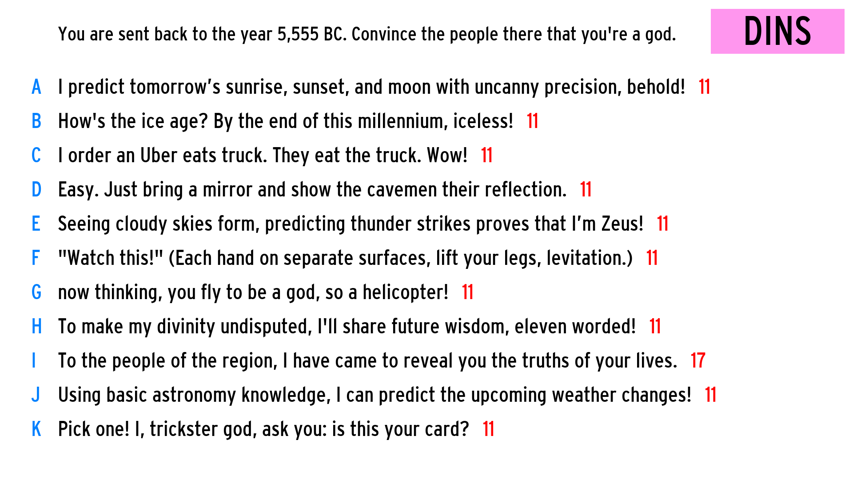 You are sent back to the year 5,555 BC. Convince the people there that you're a god.
DINS
A I predict tomorrow’s sunrise, sunset, and moon with uncanny precision, behold! 11
B How's the ice age? By the end of this millennium, iceless! 11
C I order an Uber eats truck. They eat the truck. Wow! 11
D Easy. Just bring a mirror and show the cavemen their reflection. 11
E Seeing cloudy skies form, predicting thunder strikes proves that I’m Zeus! 11
F "Watch this!" (Each hand on separate surfaces, lift your legs, levitation.) 11
G now thinking, you fly to be a god, so a helicopter! 11
H To make my divinity undisputed, I'll share future wisdom, eleven worded! 11
I To the people of the region, I have came to reveal you the truths of your lives. 17
J Using basic astronomy knowledge, I can predict the upcoming weather changes! 11
K Pick one! I, trickster god, ask you: is this your card? 11